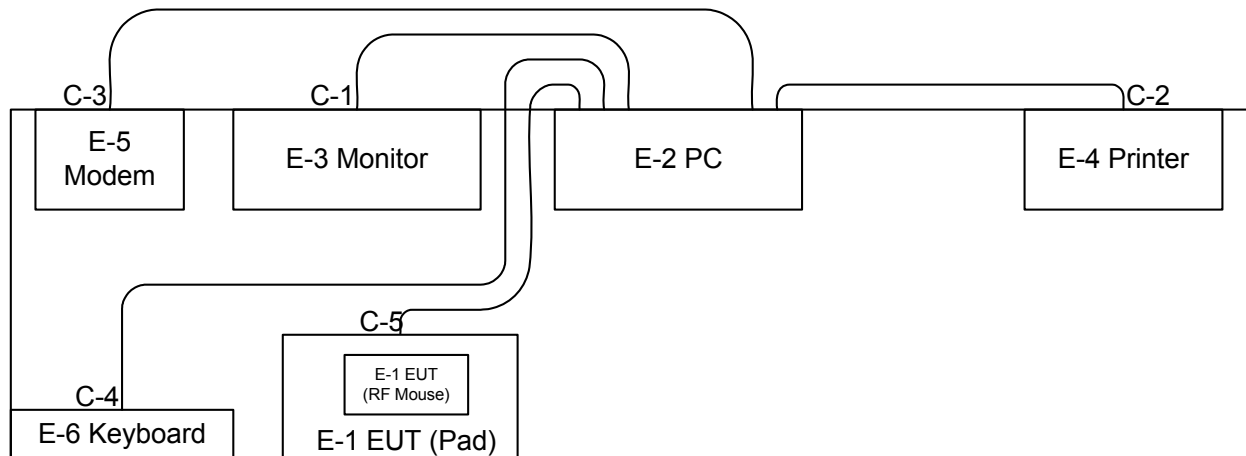 C-3
C-1
C-2
E-5
Modem
E-3 Monitor
E-2 PC
E-4 Printer
C-5
E-1 EUT
(RF Mouse)
C-4
E-6 Keyboard
E-1 EUT (Pad)